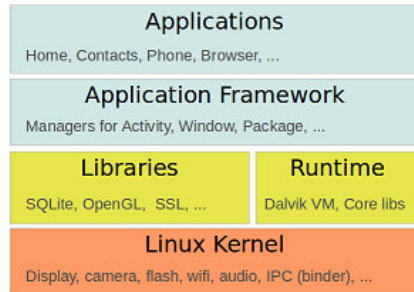 Applications
Home, Contacts, Phone, Browser, ...
Application Framework
Managers for Activity, Window, Package, ...
Libraries
SQLite, OpenGL, SSL, ...
Runtime
Dalvik VM, Core libs
Linux Kernel
Display, camera, flash, wifi, audio, IPC (binder), ...